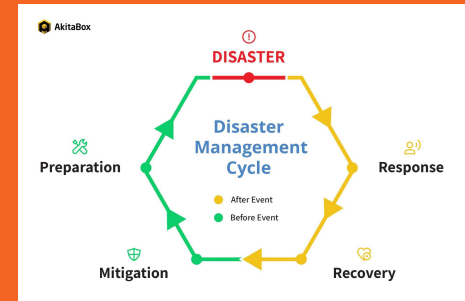 AkitaBox
DISASTER
Disaster
Management
Cycle
Preparation
Response
After Event
Before Event
Mitigation
Recovery